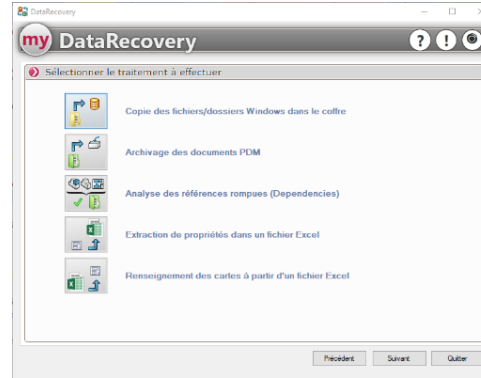 DataRecovery
my DataRecovery
? !
Sélectionner le traitement à effectuer
Copie des fichiers/dossiers Windows dans le coffre
Archivage des documents PDM
Analyse des références rompues (Dependencies)
Extraction de propriétés dans un fichier Excel
Renseignement des cartes à partir d'un fichier Excel
Précédent Suivant Quitter